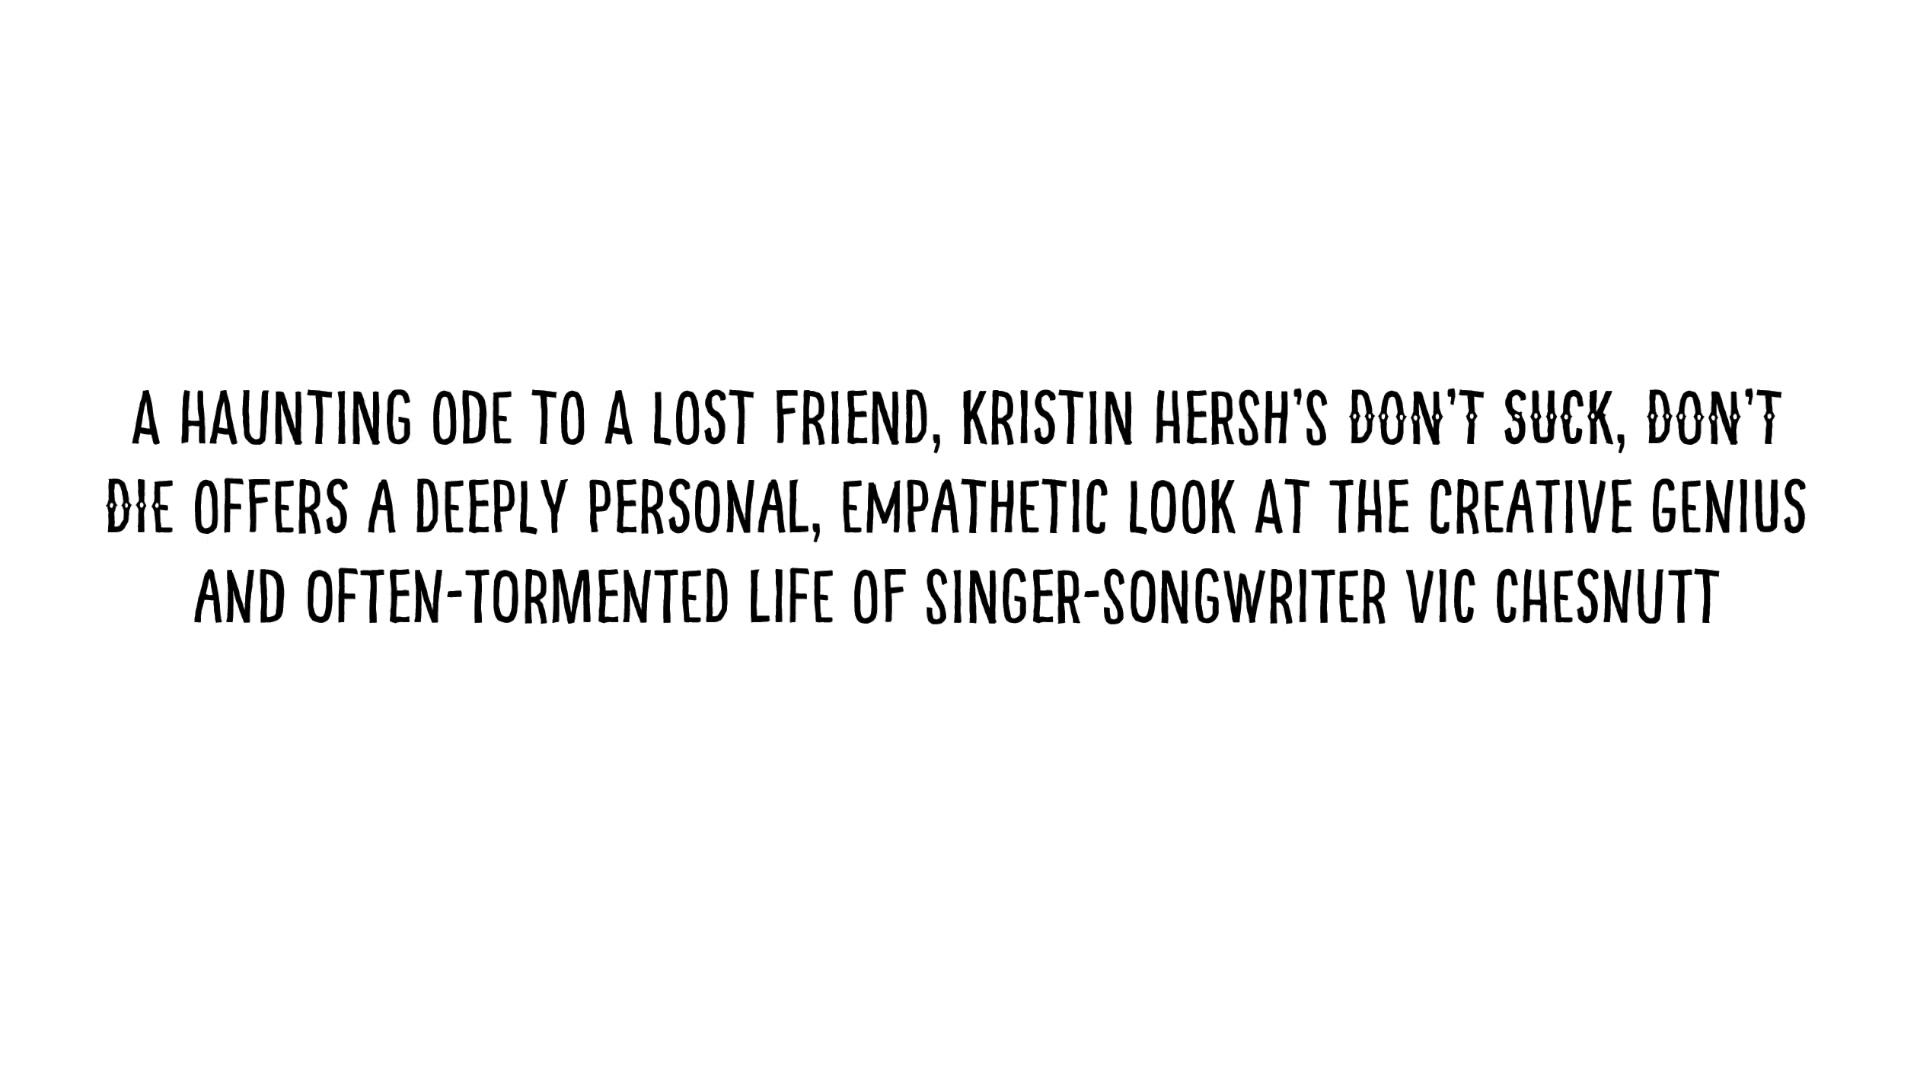 A HAUNTING ODE TO A LOST FRIEND, KRISTIN HERSH’S DON’T SUCK, DON’T
DIE OFFERS A DEEPLY PERSONAL, EMPATHETIC LOOK AT THE CREATIVE GENIUS
AND OFTEN-TORMENTED LIFE OF SINGER-SONGWRITER VIC CHESNUTT